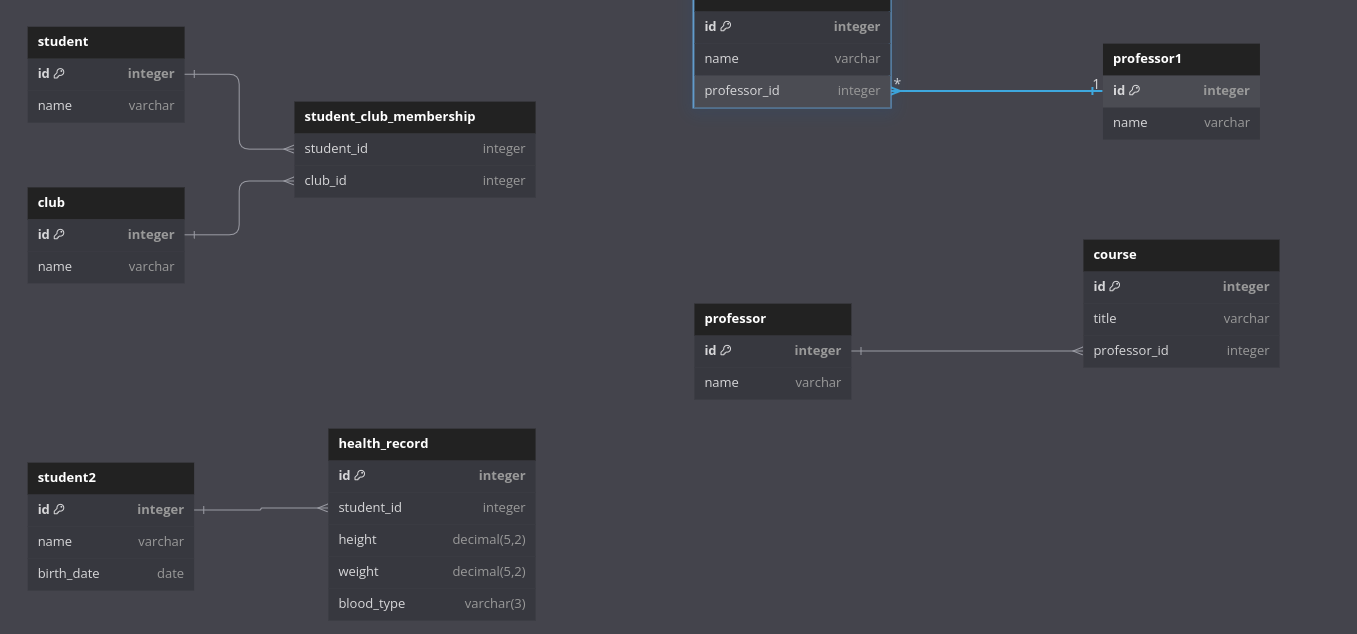 student
id integer
name varchar
student_club_membership
student_id integer
club_id integer
club
id integer
name varchar
id integer
name varchar
professor_id integer
*
1
professor1
id integer
name varchar
course
id integer
title varchar
professor_id integer
professor
id integer
name varchar
health_record
id integer
student_id integer
height decimal(5,2)
weight decimal(5,2)
blood_type varchar(3)
student2
id integer
name varchar
birth_date date